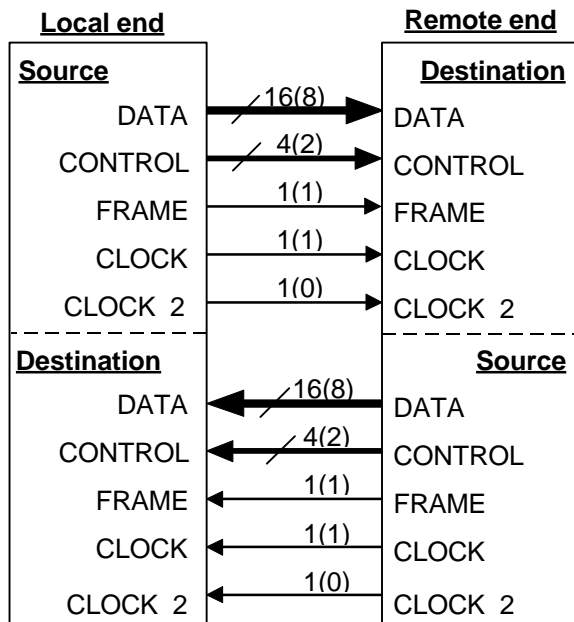 Local end Remote end
Source Destination
DATA 16(8) DATA
CONTROL 4(2) CONTROL
FRAME 1(1) FRAME
CLOCK 1(1) CLOCK
CLOCK 2 1(0) CLOCK 2
Destination Source
DATA 16(8) DATA
CONTROL 4(2) CONTROL
FRAME 1(1) FRAME
CLOCK 1(1) CLOCK
CLOCK 2 1(0) CLOCK 2